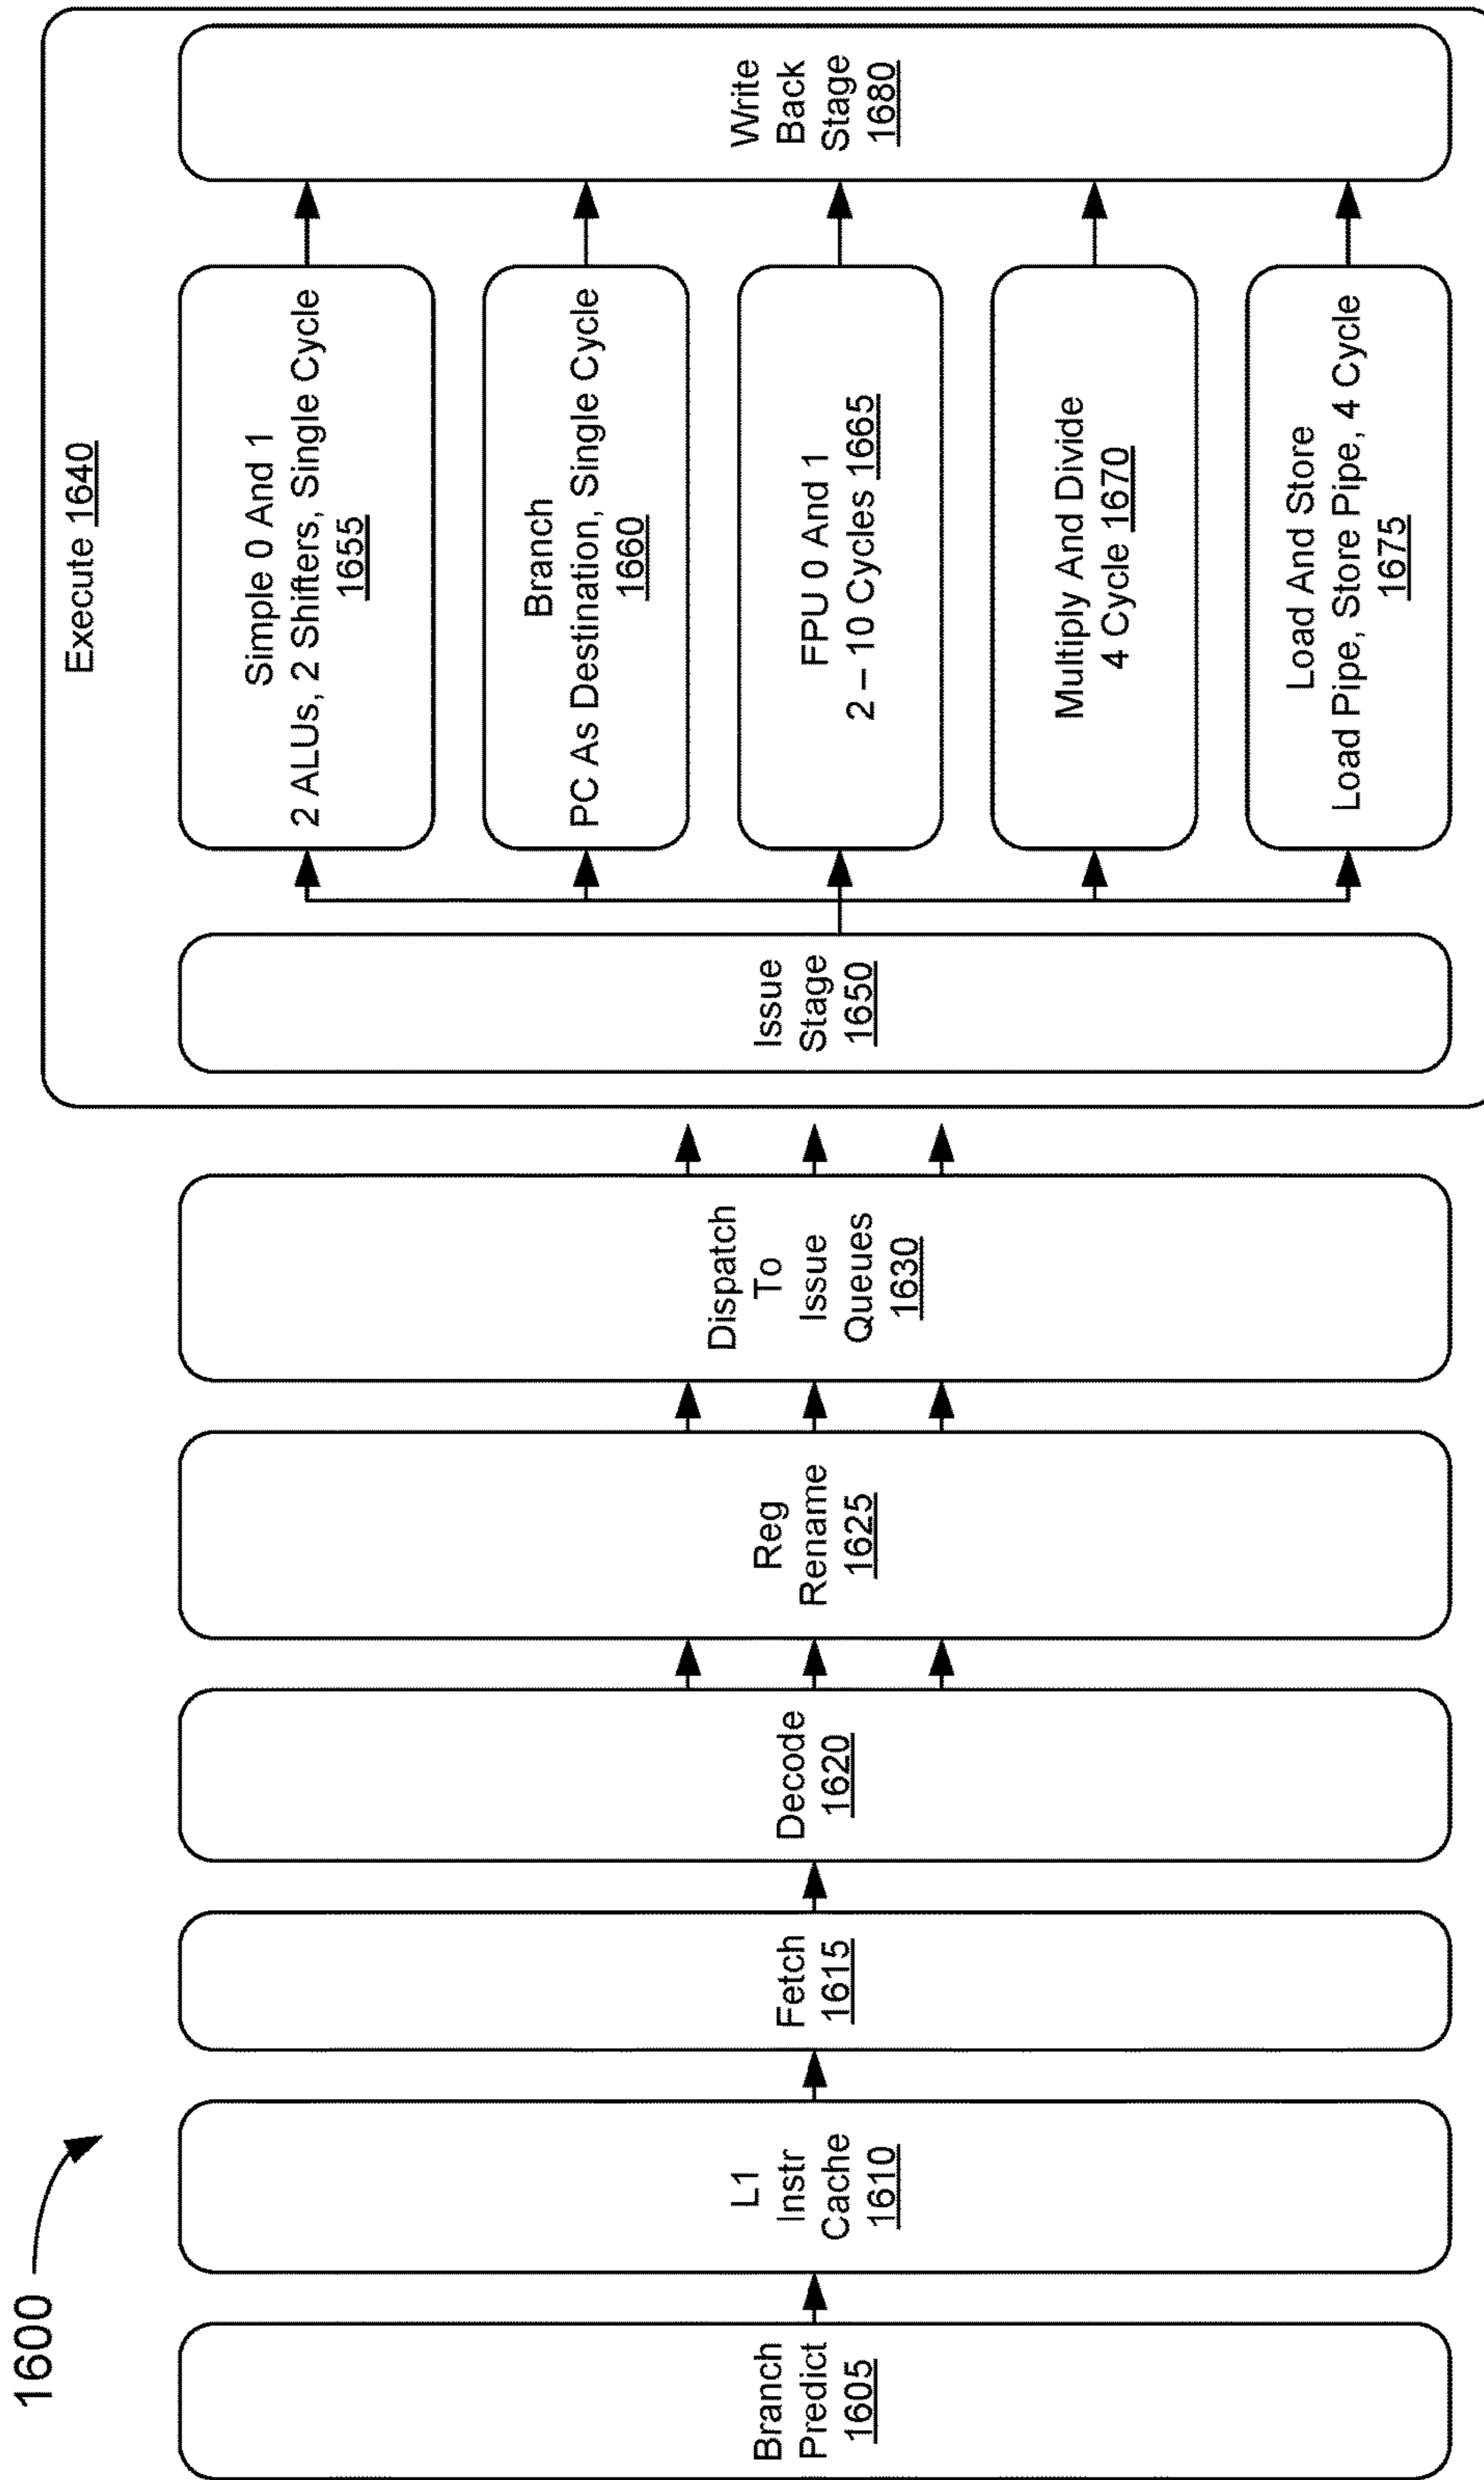 1600
Branch
Predict
1605
L1
Instr
Cache
1610
Fetch
1615
Decode
1620
Reg
Rename
1625
Dispatch
To
Issue
Queues
1630
Execute 1640
Issue
Stage
1650
Simple 0 And 1
2 ALUs, 2 Shifters, Single Cycle
1655
Branch
PC As Destination, Single Cycle
1660
FPU 0 And 1
2 – 10 Cycles 1665
Multiply And Divide
4 Cycle 1670
Load And Store
Load Pipe, Store Pipe, 4 Cycle
1675
Write
Back
Stage
1680